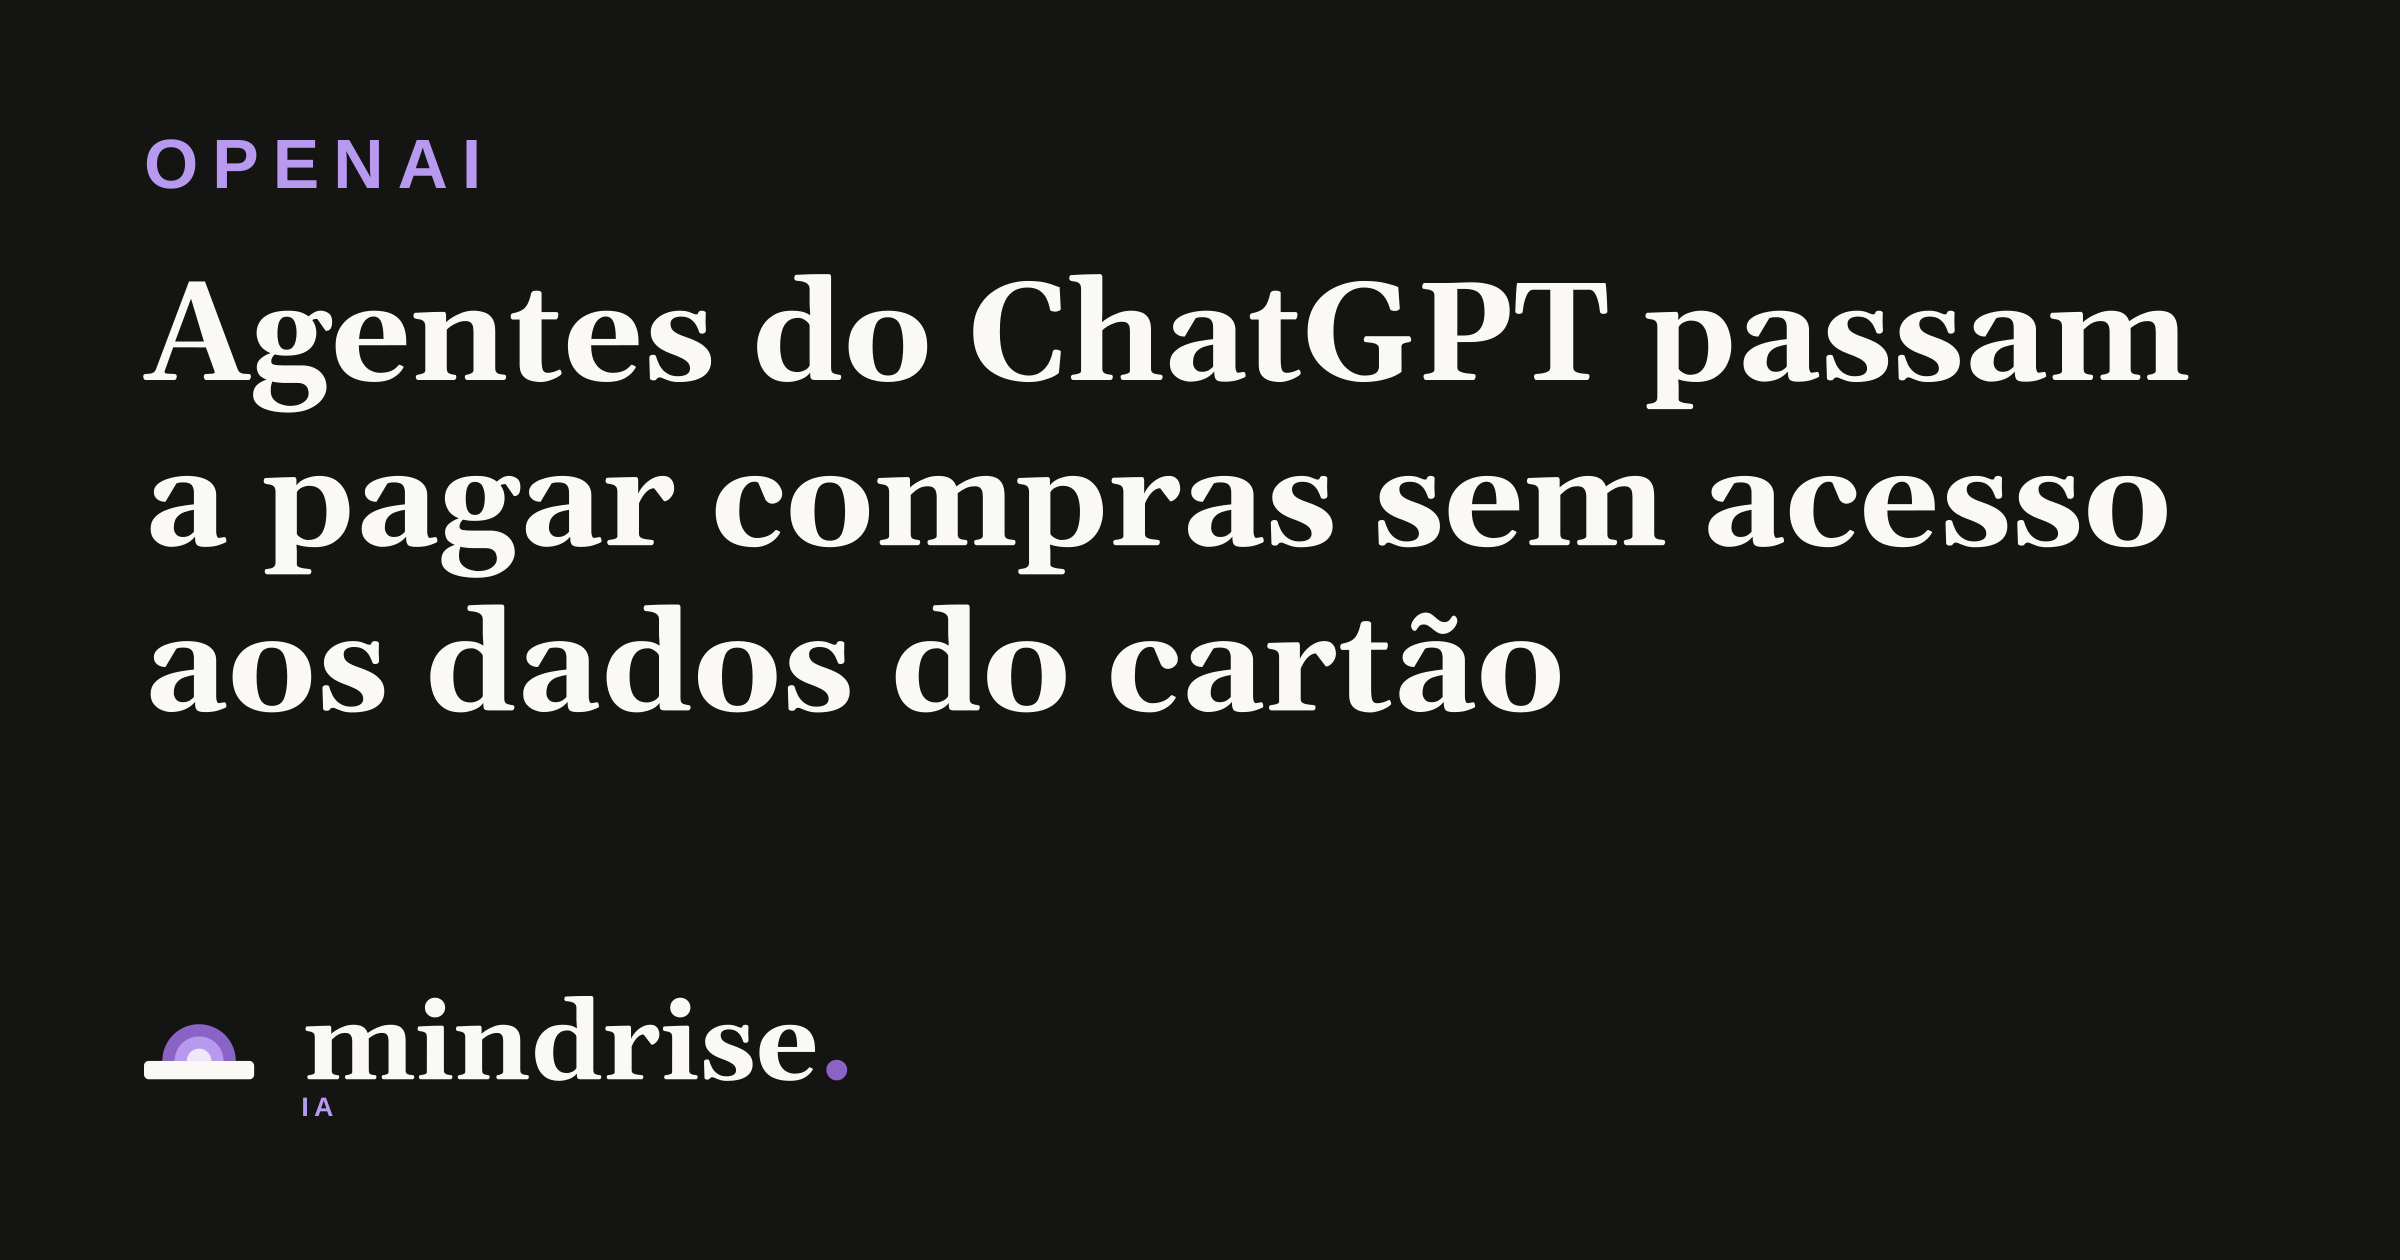 OPENAI
Agentes do ChatGPT passam
a pagar compras sem acesso
aos dados do cartão
mindrise.
IA